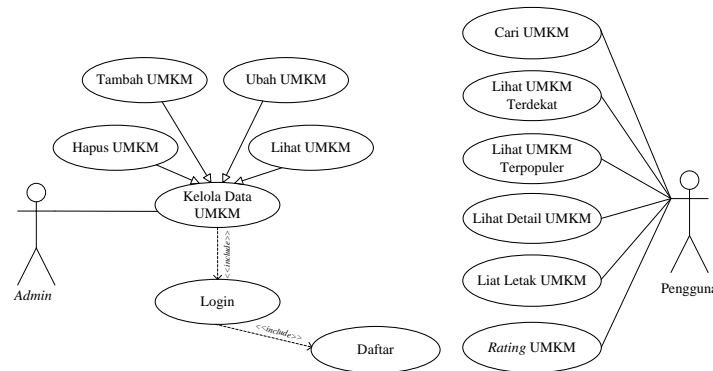 Cari UMKM
Tambah UMKM
Ubah UMKM
Lihat UMKM
Terdekat
Hapus UMKM
Lihat UMKM
Lihat UMKM
Terpopuler
Kelola Data
UMKM
Lihat Detail UMKM
<<include>>
Admin
Pengguna
Liat Letak UMKM
Login
<<include>>
Daftar
Rating UMKM